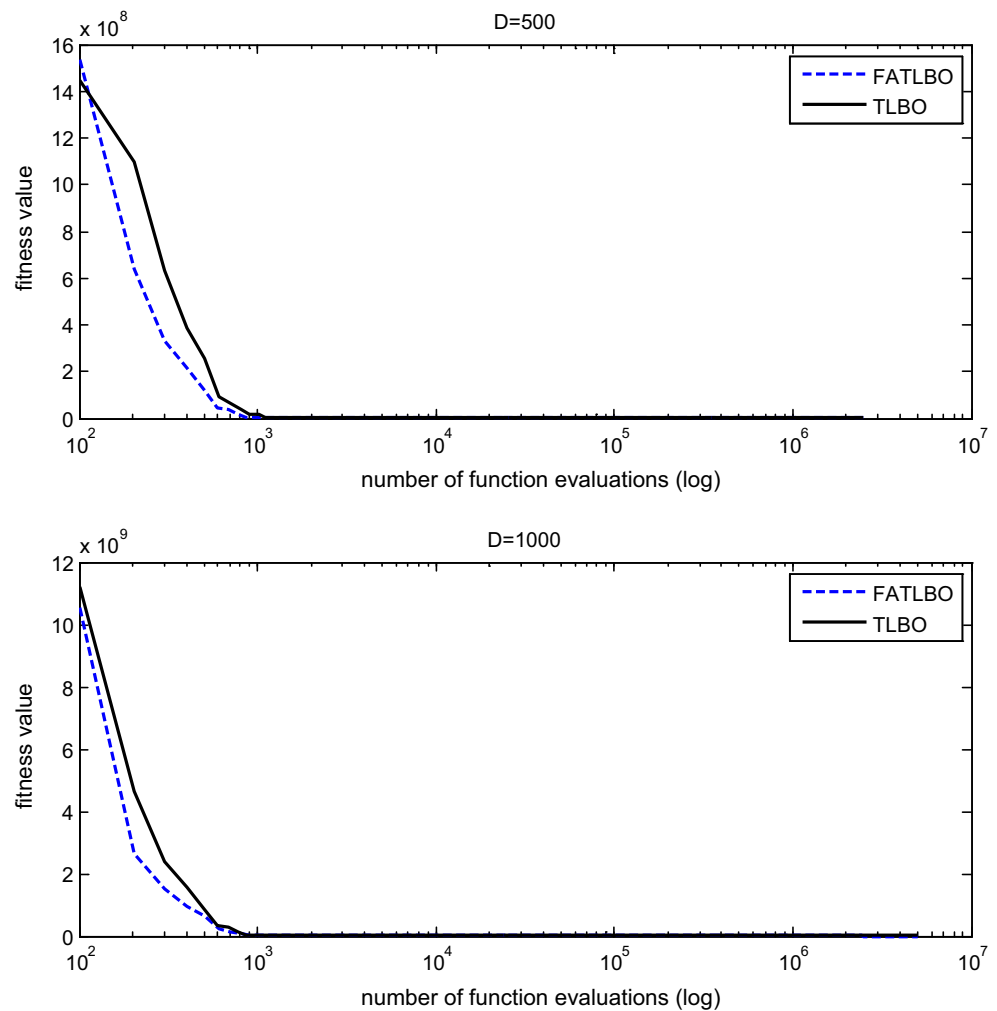 x 10^8
D=500
16
14
12
10
8
6
4
2
0
fitness value
FATLBO
TLBO
10^2 10^3 10^4 10^5 10^6 10^7
number of function evaluations (log)
x 10^9
D=1000
12
10
8
6
4
2
0
fitness value
FATLBO
TLBO
10^2 10^3 10^4 10^5 10^6 10^7
number of function evaluations (log)